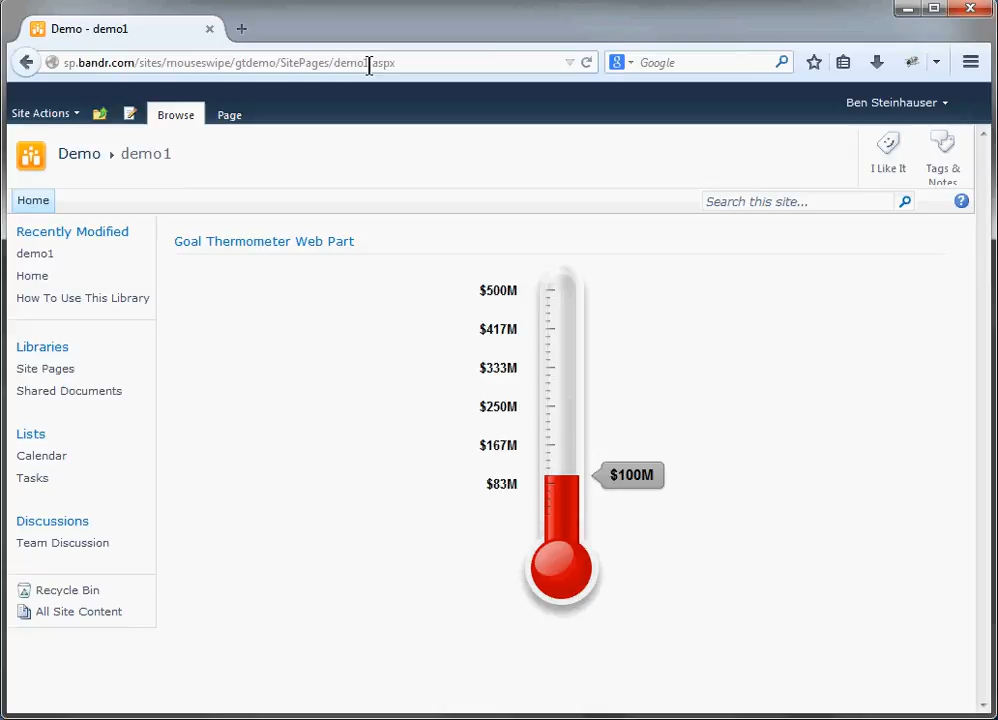 Demo - demo1
sp.bandr.com/sites/mouseswipe/gtdemo/SitePages/demo1.aspx
Google
Site Actions
Browse
Page
Ben Steinhauser
Demo ▸ demo1
I Like It
Tags & Notes
Home
Search this site...
Recently Modified
demo1
Home
How To Use This Library
Libraries
Site Pages
Shared Documents
Lists
Calendar
Tasks
Discussions
Team Discussion
Recycle Bin
All Site Content
Goal Thermometer Web Part
$500M
$417M
$333M
$250M
$167M
$83M
$100M